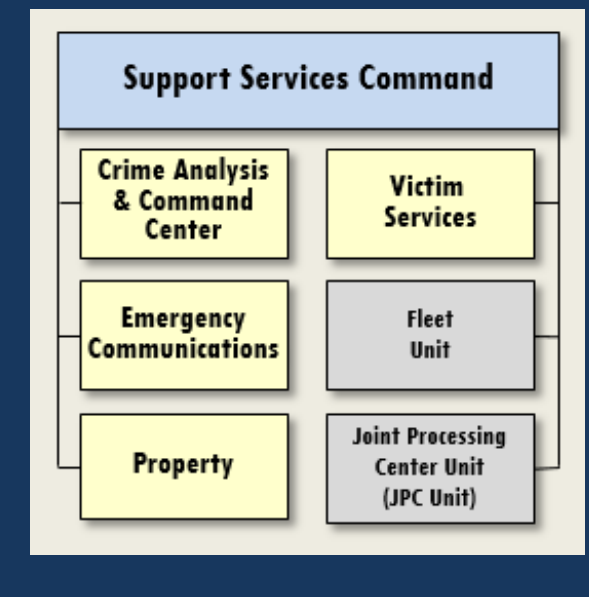 Support Services Command
Crime Analysis
& Command
Center
Victim
Services
Emergency
Communications
Fleet
Unit
Property
Joint Processing
Center Unit
(JPC Unit)